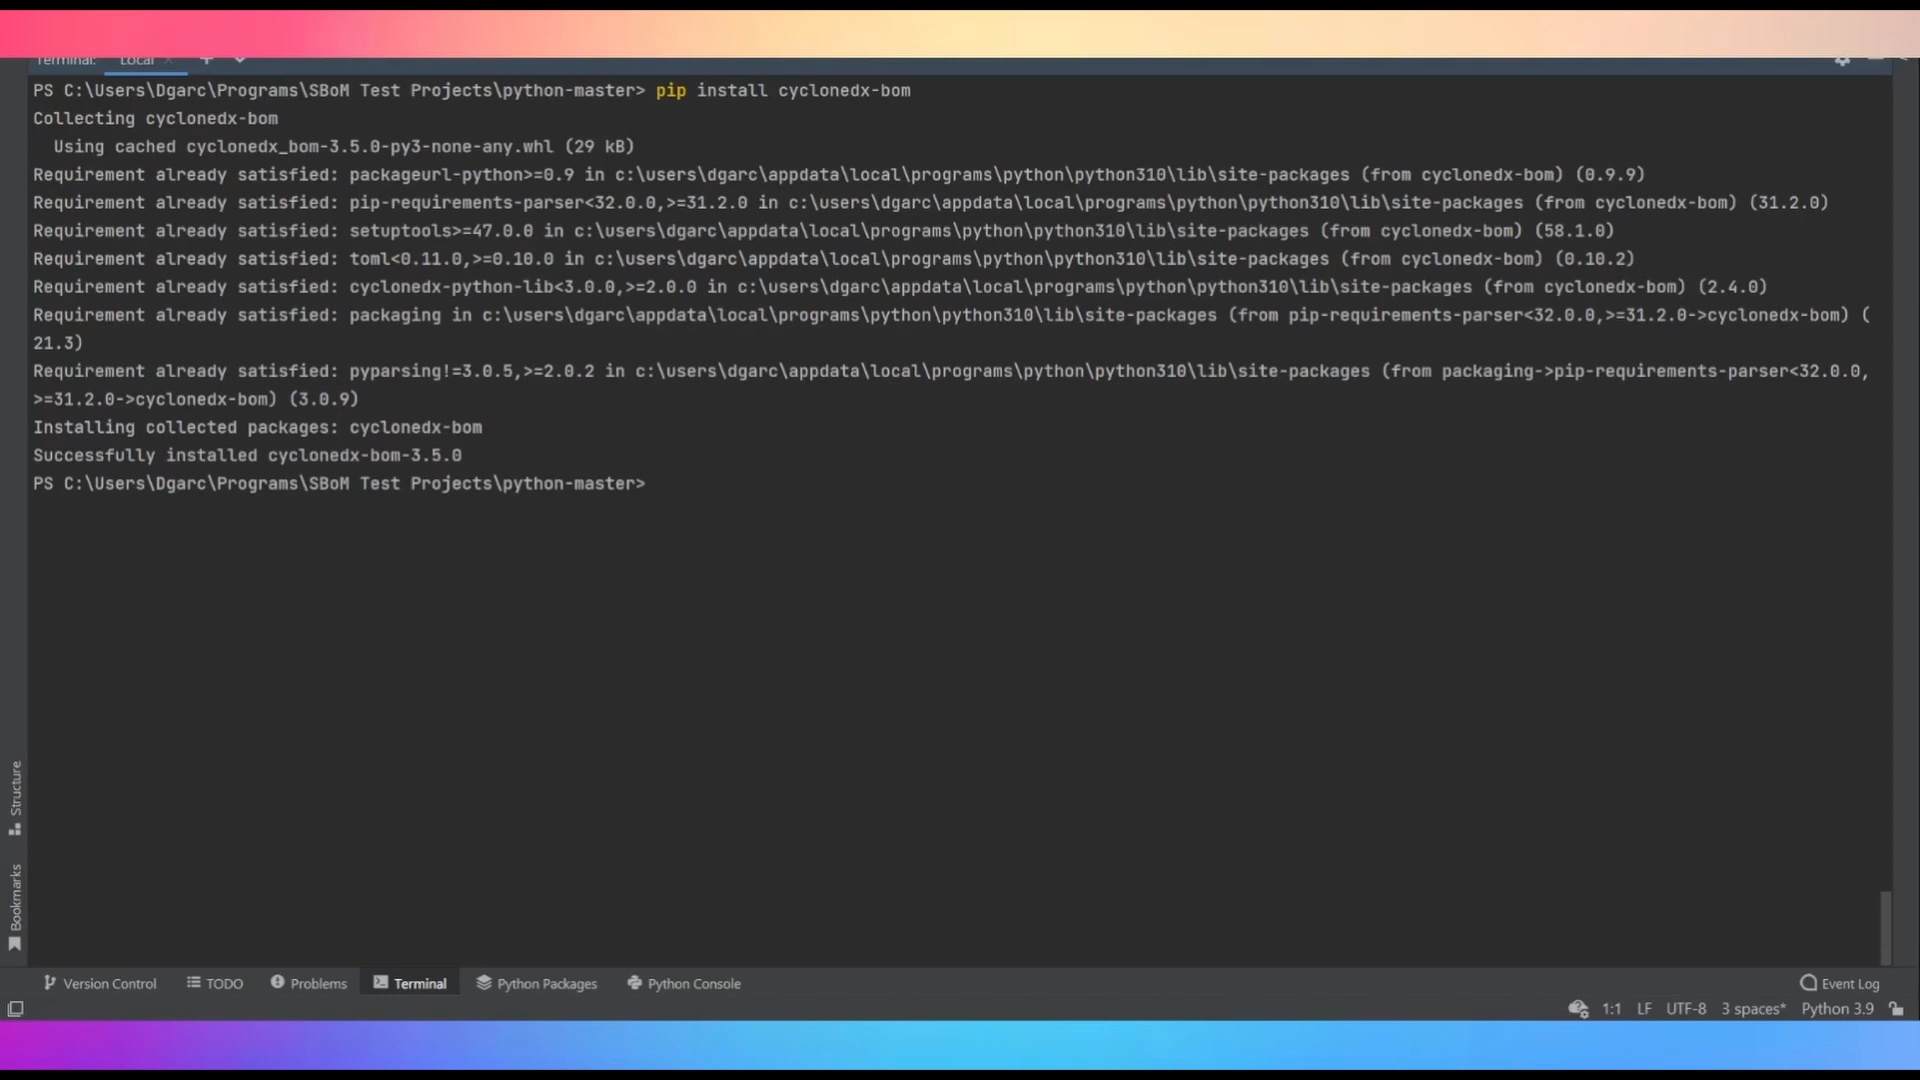 Terminal: Local × +
PS C:\Users\Dgarc\Programs\SBoM Test Projects\python-master> pip install cyclonedx-bom
Collecting cyclonedx-bom
  Using cached cyclonedx_bom-3.5.0-py3-none-any.whl (29 kB)
Requirement already satisfied: packageurl-python>=0.9 in c:\users\dgarc\appdata\local\programs\python\python310\lib\site-packages (from cyclonedx-bom) (0.9.9)
Requirement already satisfied: pip-requirements-parser<32.0.0,>=31.2.0 in c:\users\dgarc\appdata\local\programs\python\python310\lib\site-packages (from cyclonedx-bom) (31.2.0)
Requirement already satisfied: setuptools>=47.0.0 in c:\users\dgarc\appdata\local\programs\python\python310\lib\site-packages (from cyclonedx-bom) (58.1.0)
Requirement already satisfied: toml<0.11.0,>=0.10.0 in c:\users\dgarc\appdata\local\programs\python\python310\lib\site-packages (from cyclonedx-bom) (0.10.2)
Requirement already satisfied: cyclonedx-python-lib<3.0.0,>=2.0.0 in c:\users\dgarc\appdata\local\programs\python\python310\lib\site-packages (from cyclonedx-bom) (2.4.0)
Requirement already satisfied: packaging in c:\users\dgarc\appdata\local\programs\python\python310\lib\site-packages (from pip-requirements-parser<32.0.0,>=31.2.0->cyclonedx-bom) (
21.3)
Requirement already satisfied: pyparsing!=3.0.5,>=2.0.2 in c:\users\dgarc\appdata\local\programs\python\python310\lib\site-packages (from packaging->pip-requirements-parser<32.0.0,
>=31.2.0->cyclonedx-bom) (3.0.9)
Installing collected packages: cyclonedx-bom
Successfully installed cyclonedx-bom-3.5.0
PS C:\Users\Dgarc\Programs\SBoM Test Projects\python-master>
Structure
Bookmarks
Version Control TODO Problems Terminal Python Packages Python Console Event Log
1:1 LF UTF-8 3 spaces* Python 3.9